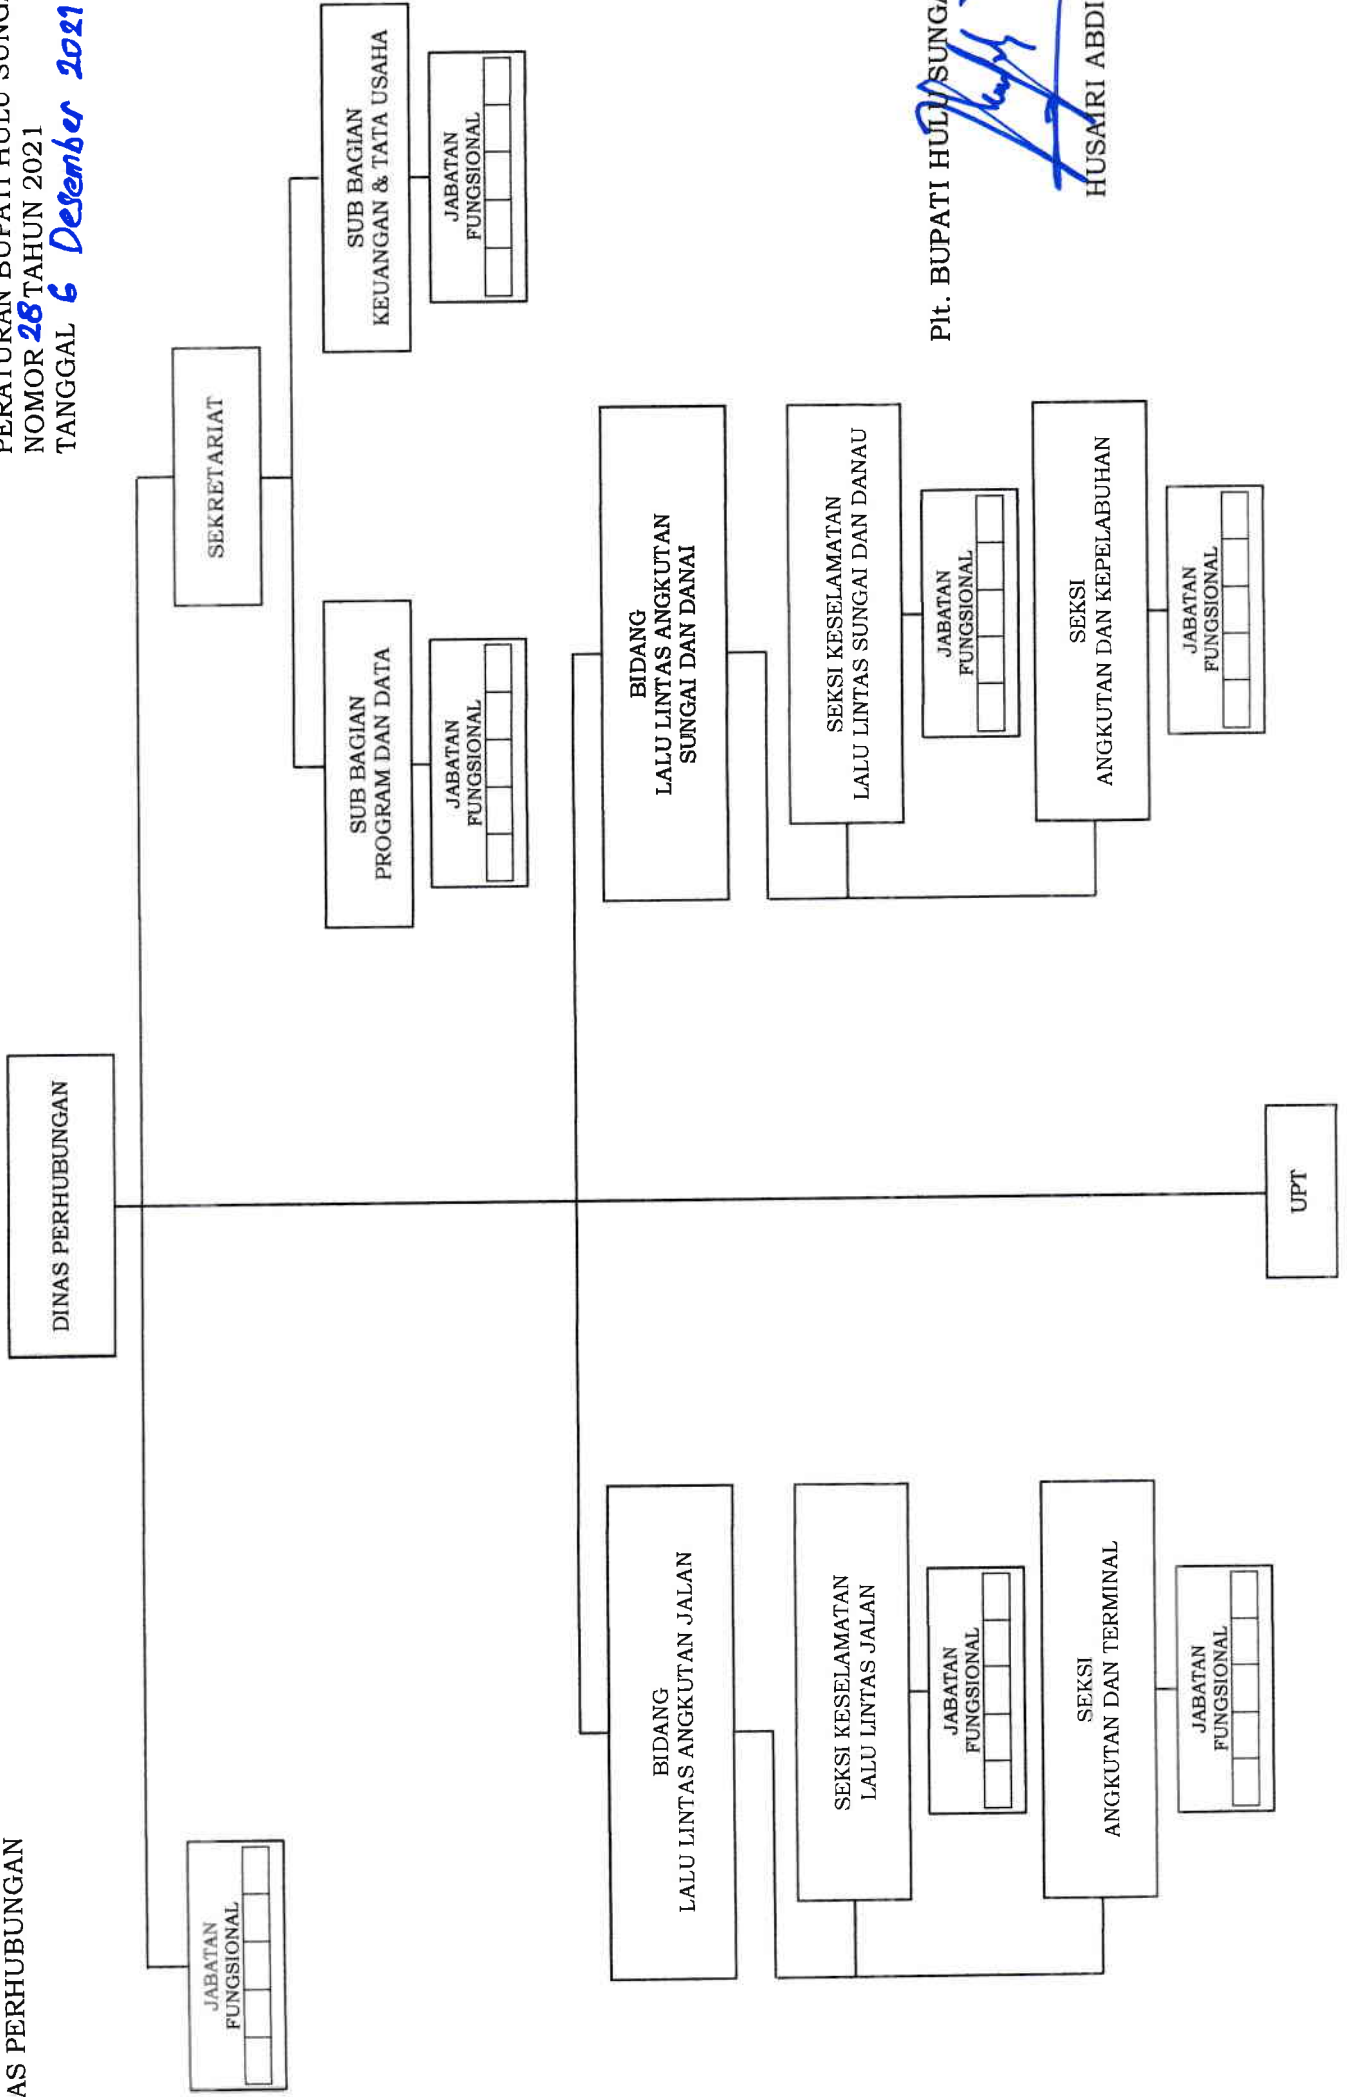 AS PERHUBUNGAN
PERATURAN BUPATI HULU SUNGA
NOMOR 28 TAHUN 2021
TANGGAL 6 Desember 2021
DINAS PERHUBUNGAN
JABATAN
FUNGSIONAL
SEKRETARIAT
SUB BAGIAN
PROGRAM DAN DATA
JABATAN
FUNGSIONAL
SUB BAGIAN
KEUANGAN & TATA USAHA
JABATAN
FUNGSIONAL
BIDANG
LALU LINTAS ANGKUTAN JALAN
SEKSI KESELAMATAN
LALU LINTAS JALAN
JABATAN
FUNGSIONAL
SEKSI
ANGKUTAN DAN TERMINAL
JABATAN
FUNGSIONAL
BIDANG
LALU LINTAS ANGKUTAN
SUNGAI DAN DANAI
SEKSI KESELAMATAN
LALU LINTAS SUNGAI DAN DANAU
JABATAN
FUNGSIONAL
SEKSI
ANGKUTAN DAN KEPELABUHAN
JABATAN
FUNGSIONAL
UPT
Plt. BUPATI HULU SUNGA
HUSAIRI ABDI